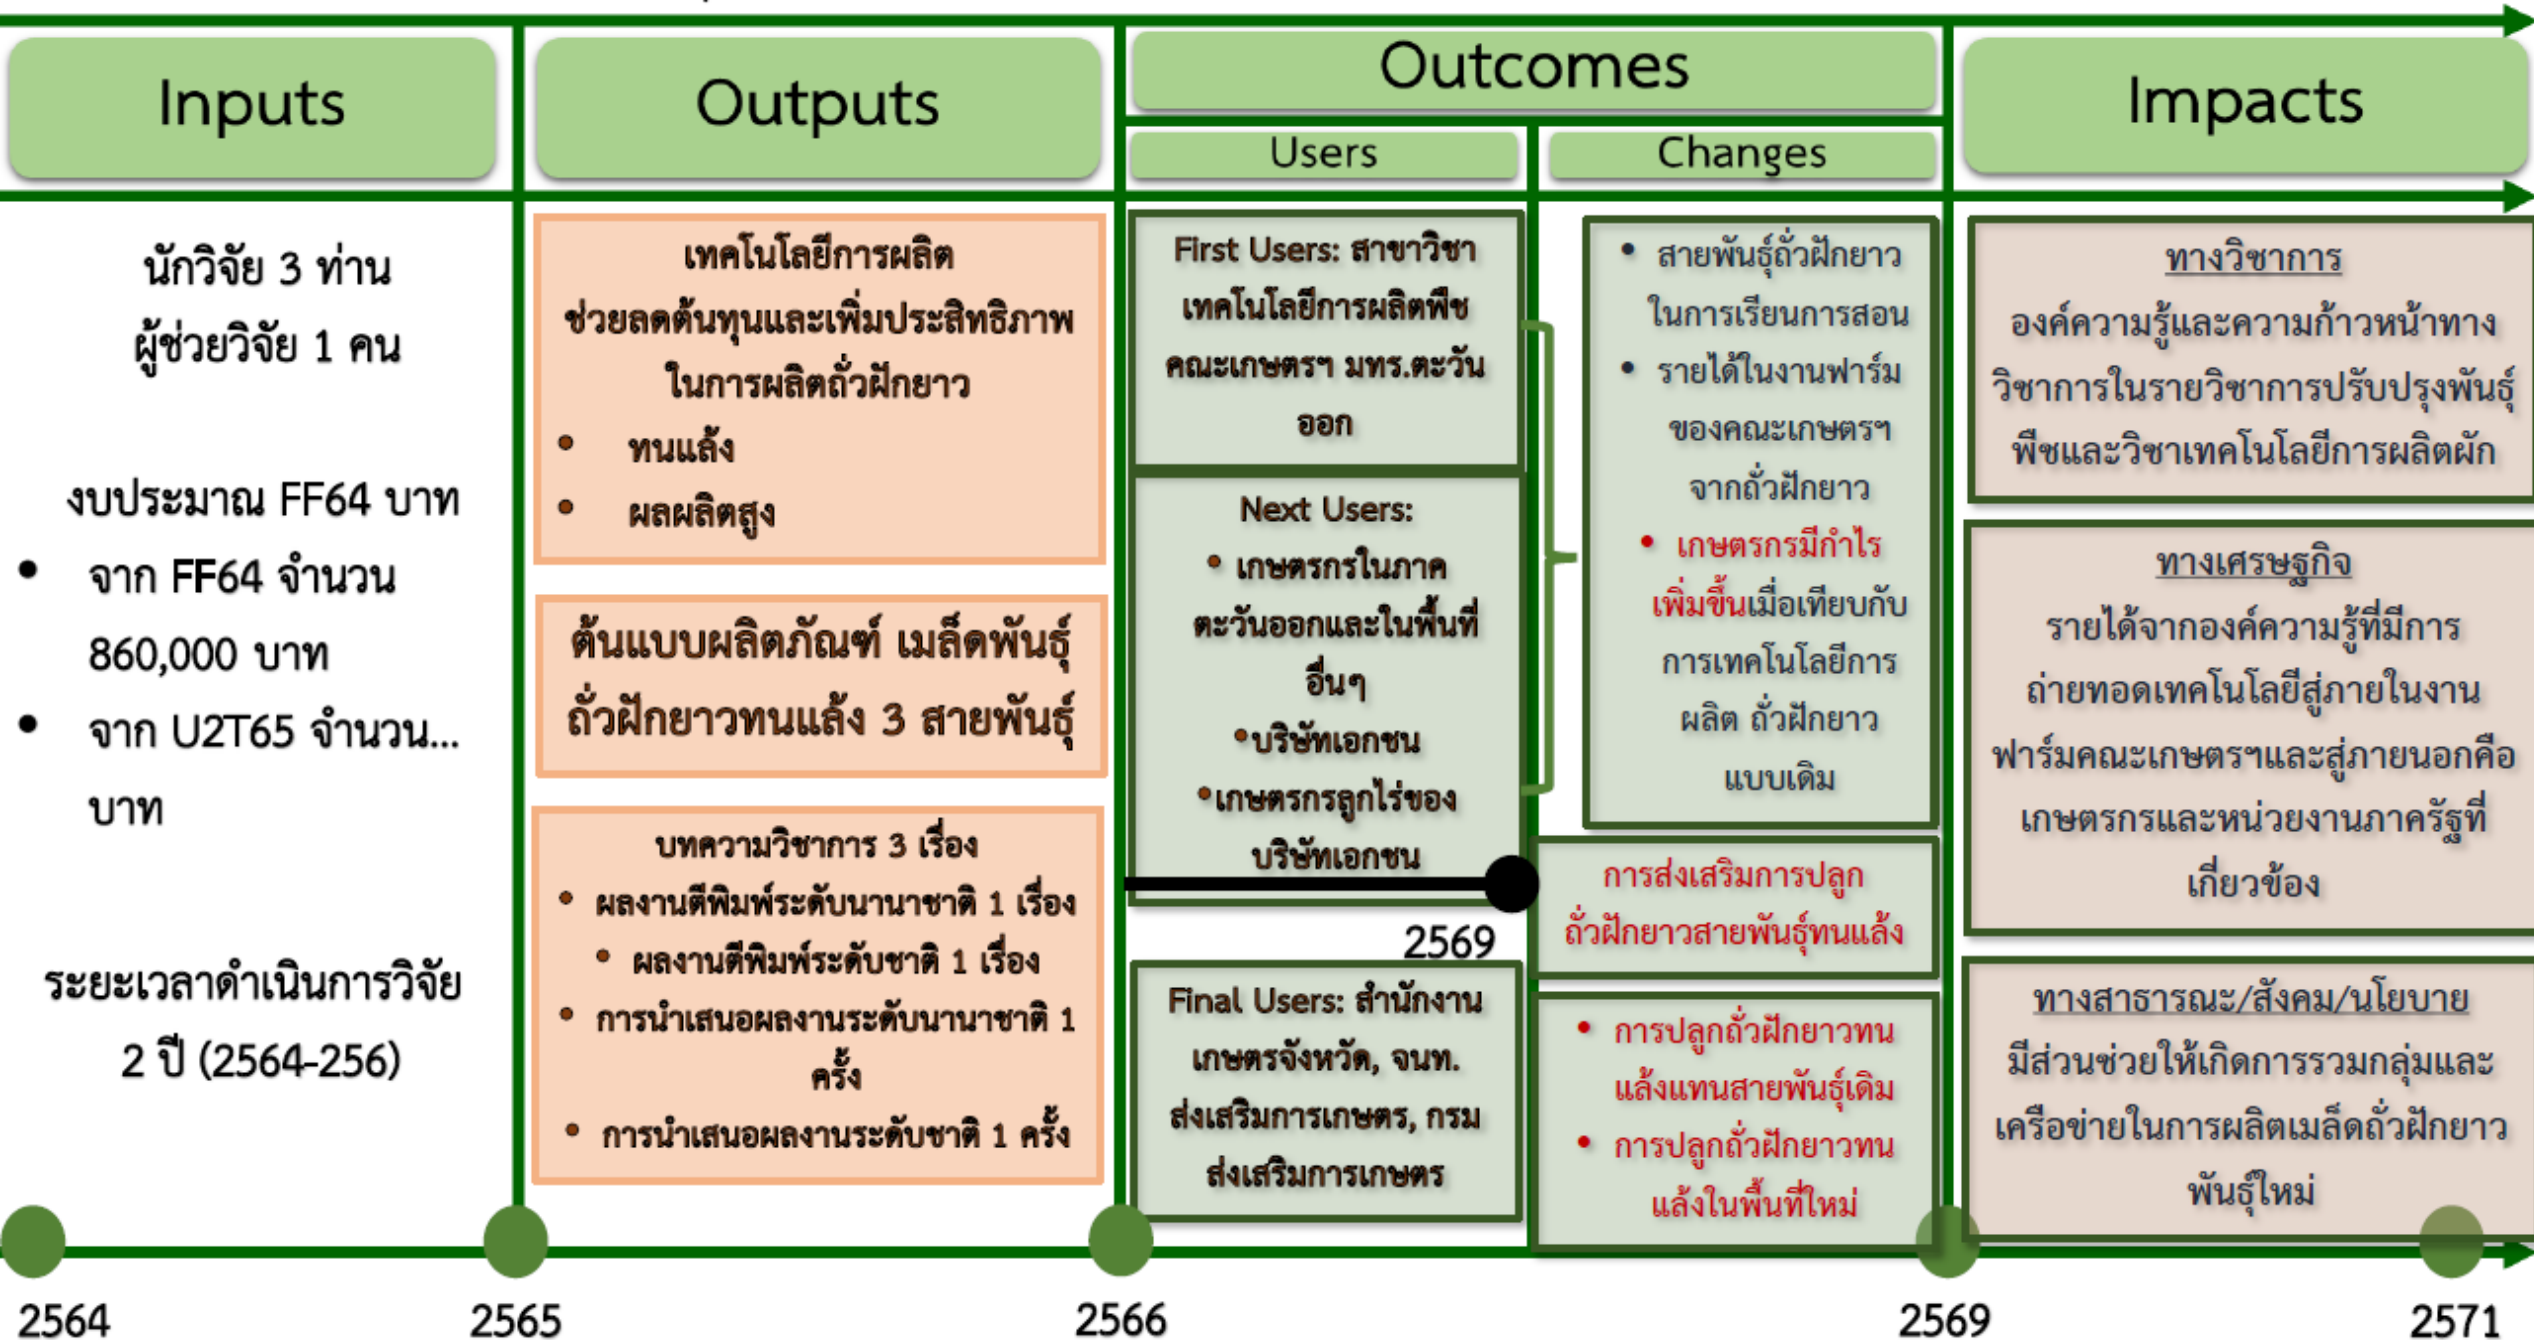 Inputs
Outputs
Outcomes
Users
Changes
Impacts
นักวิจัย 3 ท่าน
ผู้ช่วยวิจัย 1 คน
งบประมาณ FF64 บาท
• จาก FF64 จำนวน
860,000 บาท
• จาก U2T65 จำนวน...
บาท
ระยะเวลาดำเนินการวิจัย
2 ปี (2564-256)
เทคโนโลยีการผลิต
ช่วยลดต้นทุนและเพิ่มประสิทธิภาพ
ในการผลิตถั่วฝักยาว
• ทนแล้ง
• ผลผลิตสูง
ต้นแบบผลิตภัณฑ์ เมล็ดพันธุ์
ถั่วฝักยาวทนแล้ง 3 สายพันธุ์
บทความวิชาการ 3 เรื่อง
• ผลงานตีพิมพ์ระดับนานาชาติ 1 เรื่อง
• ผลงานตีพิมพ์ระดับชาติ 1 เรื่อง
• การนำเสนอผลงานระดับนานาชาติ 1
ครั้ง
• การนำเสนอผลงานระดับชาติ 1 ครั้ง
First Users: สาขาวิชา
เทคโนโลยีการผลิตพืช
คณะเกษตรฯ มทร.ตะวัน
ออก
Next Users:
• เกษตรกรในภาค
ตะวันออกและในพื้นที่
อื่นๆ
•บริษัทเอกชน
•เกษตรกรลูกไร่ของ
บริษัทเอกชน
2569
Final Users: สำนักงาน
เกษตรจังหวัด, จนท.
ส่งเสริมการเกษตร, กรม
ส่งเสริมการเกษตร
• สายพันธุ์ถั่วฝักยาว
ในการเรียนการสอน
• รายได้ในงานฟาร์ม
ของคณะเกษตรฯ
จากถั่วฝักยาว
• เกษตรกรมีกำไร
เพิ่มขึ้นเมื่อเทียบกับ
การเทคโนโลยีการ
ผลิต ถั่วฝักยาว
แบบเดิม
การส่งเสริมการปลูก
ถั่วฝักยาวสายพันธุ์ทนแล้ง
• การปลูกถั่วฝักยาวทน
แล้งแทนสายพันธุ์เดิม
• การปลูกถั่วฝักยาวทน
แล้งในพื้นที่ใหม่
ทางวิชาการ
องค์ความรู้และความก้าวหน้าทาง
วิชาการในรายวิชาการปรับปรุงพันธุ์
พืชและวิชาเทคโนโลยีการผลิตผัก
ทางเศรษฐกิจ
รายได้จากองค์ความรู้ที่มีการ
ถ่ายทอดเทคโนโลยีสู่ภายในงาน
ฟาร์มคณะเกษตรฯและสู่ภายนอกคือ
เกษตรกรและหน่วยงานภาครัฐที่
เกี่ยวข้อง
ทางสาธารณะ/สังคม/นโยบาย
มีส่วนช่วยให้เกิดการรวมกลุ่มและ
เครือข่ายในการผลิตเมล็ดถั่วฝักยาว
พันธุ์ใหม่
2564
2565
2566
2569
2571